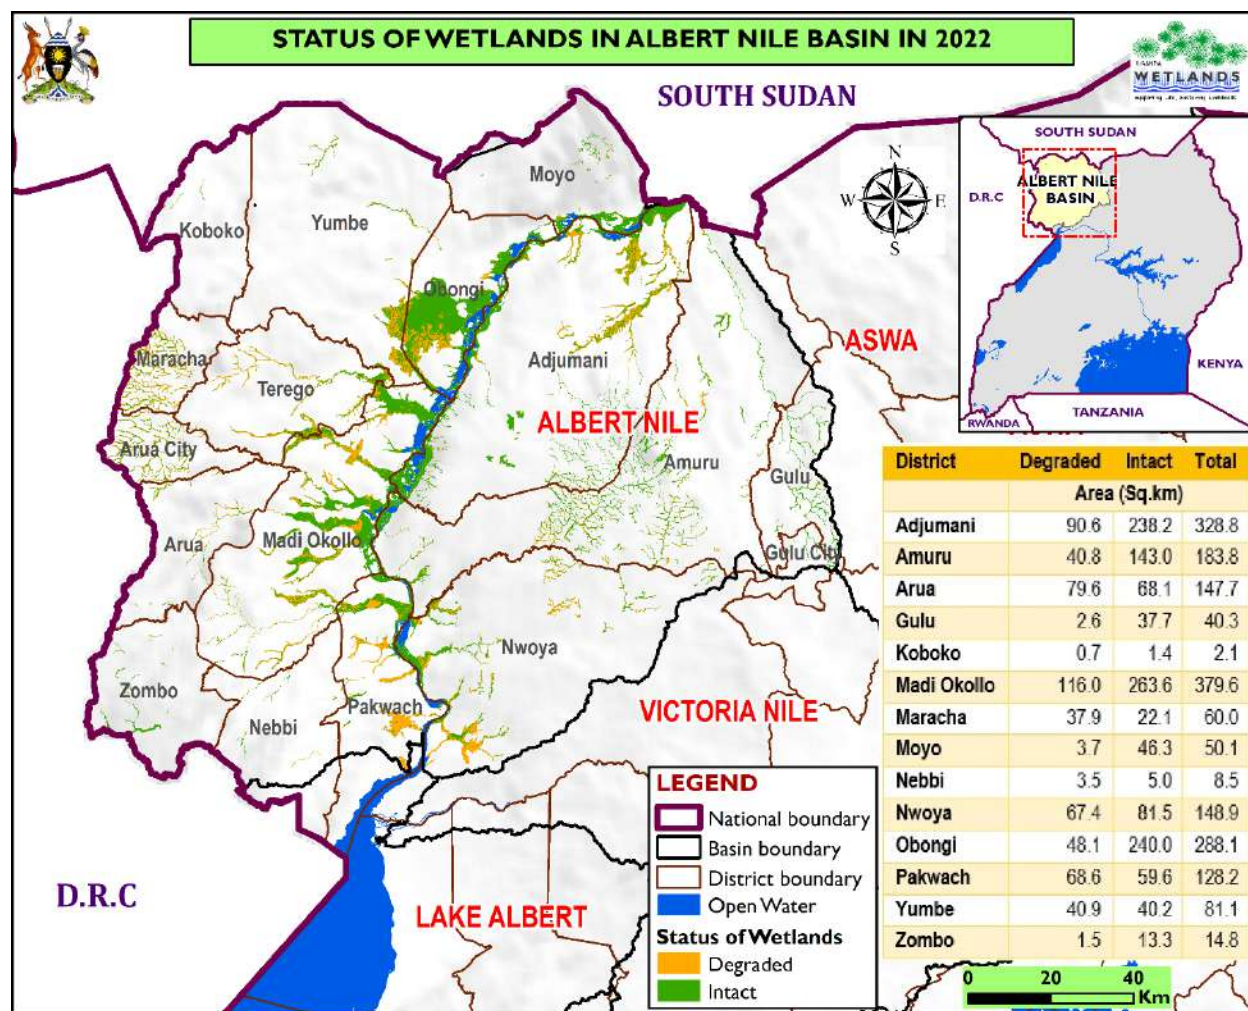 STATUS OF WETLANDS IN ALBERT NILE BASIN IN 2022
WETLANDS
SOUTH SUDAN
SOUTH SUDAN
D.R.C
ALBERT NILE
BASIN
KENYA
TANZANIA
RWANDA
N
W
E
S
Moyo
Yumbe
Koboko
Obongi
ASWA
Maracha
Adjumani
Terego
ALBERT NILE
Arua City
Amuru
Gulu
Madi Okollo
Arua
Gulu City
Nwoya
Zombo
Pakwach
Nebbi
VICTORIA NILE
D.R.C
LAKE ALBERT
District Degraded Intact Total
Area (Sq.km)
Adjumani 90.6 238.2 328.8
Amuru 40.8 143.0 183.8
Arua 79.6 68.1 147.7
Gulu 2.6 37.7 40.3
Koboko 0.7 1.4 2.1
Madi Okollo 116.0 263.6 379.6
Maracha 37.9 22.1 60.0
Moyo 3.7 46.3 50.1
Nebbi 3.5 5.0 8.5
Nwoya 67.4 81.5 148.9
Obongi 48.1 240.0 288.1
Pakwach 68.6 59.6 128.2
Yumbe 40.9 40.2 81.1
Zombo 1.5 13.3 14.8
LEGEND
National boundary
Basin boundary
District boundary
Open Water
Status of Wetlands
Degraded
Intact
0 20 40
Km